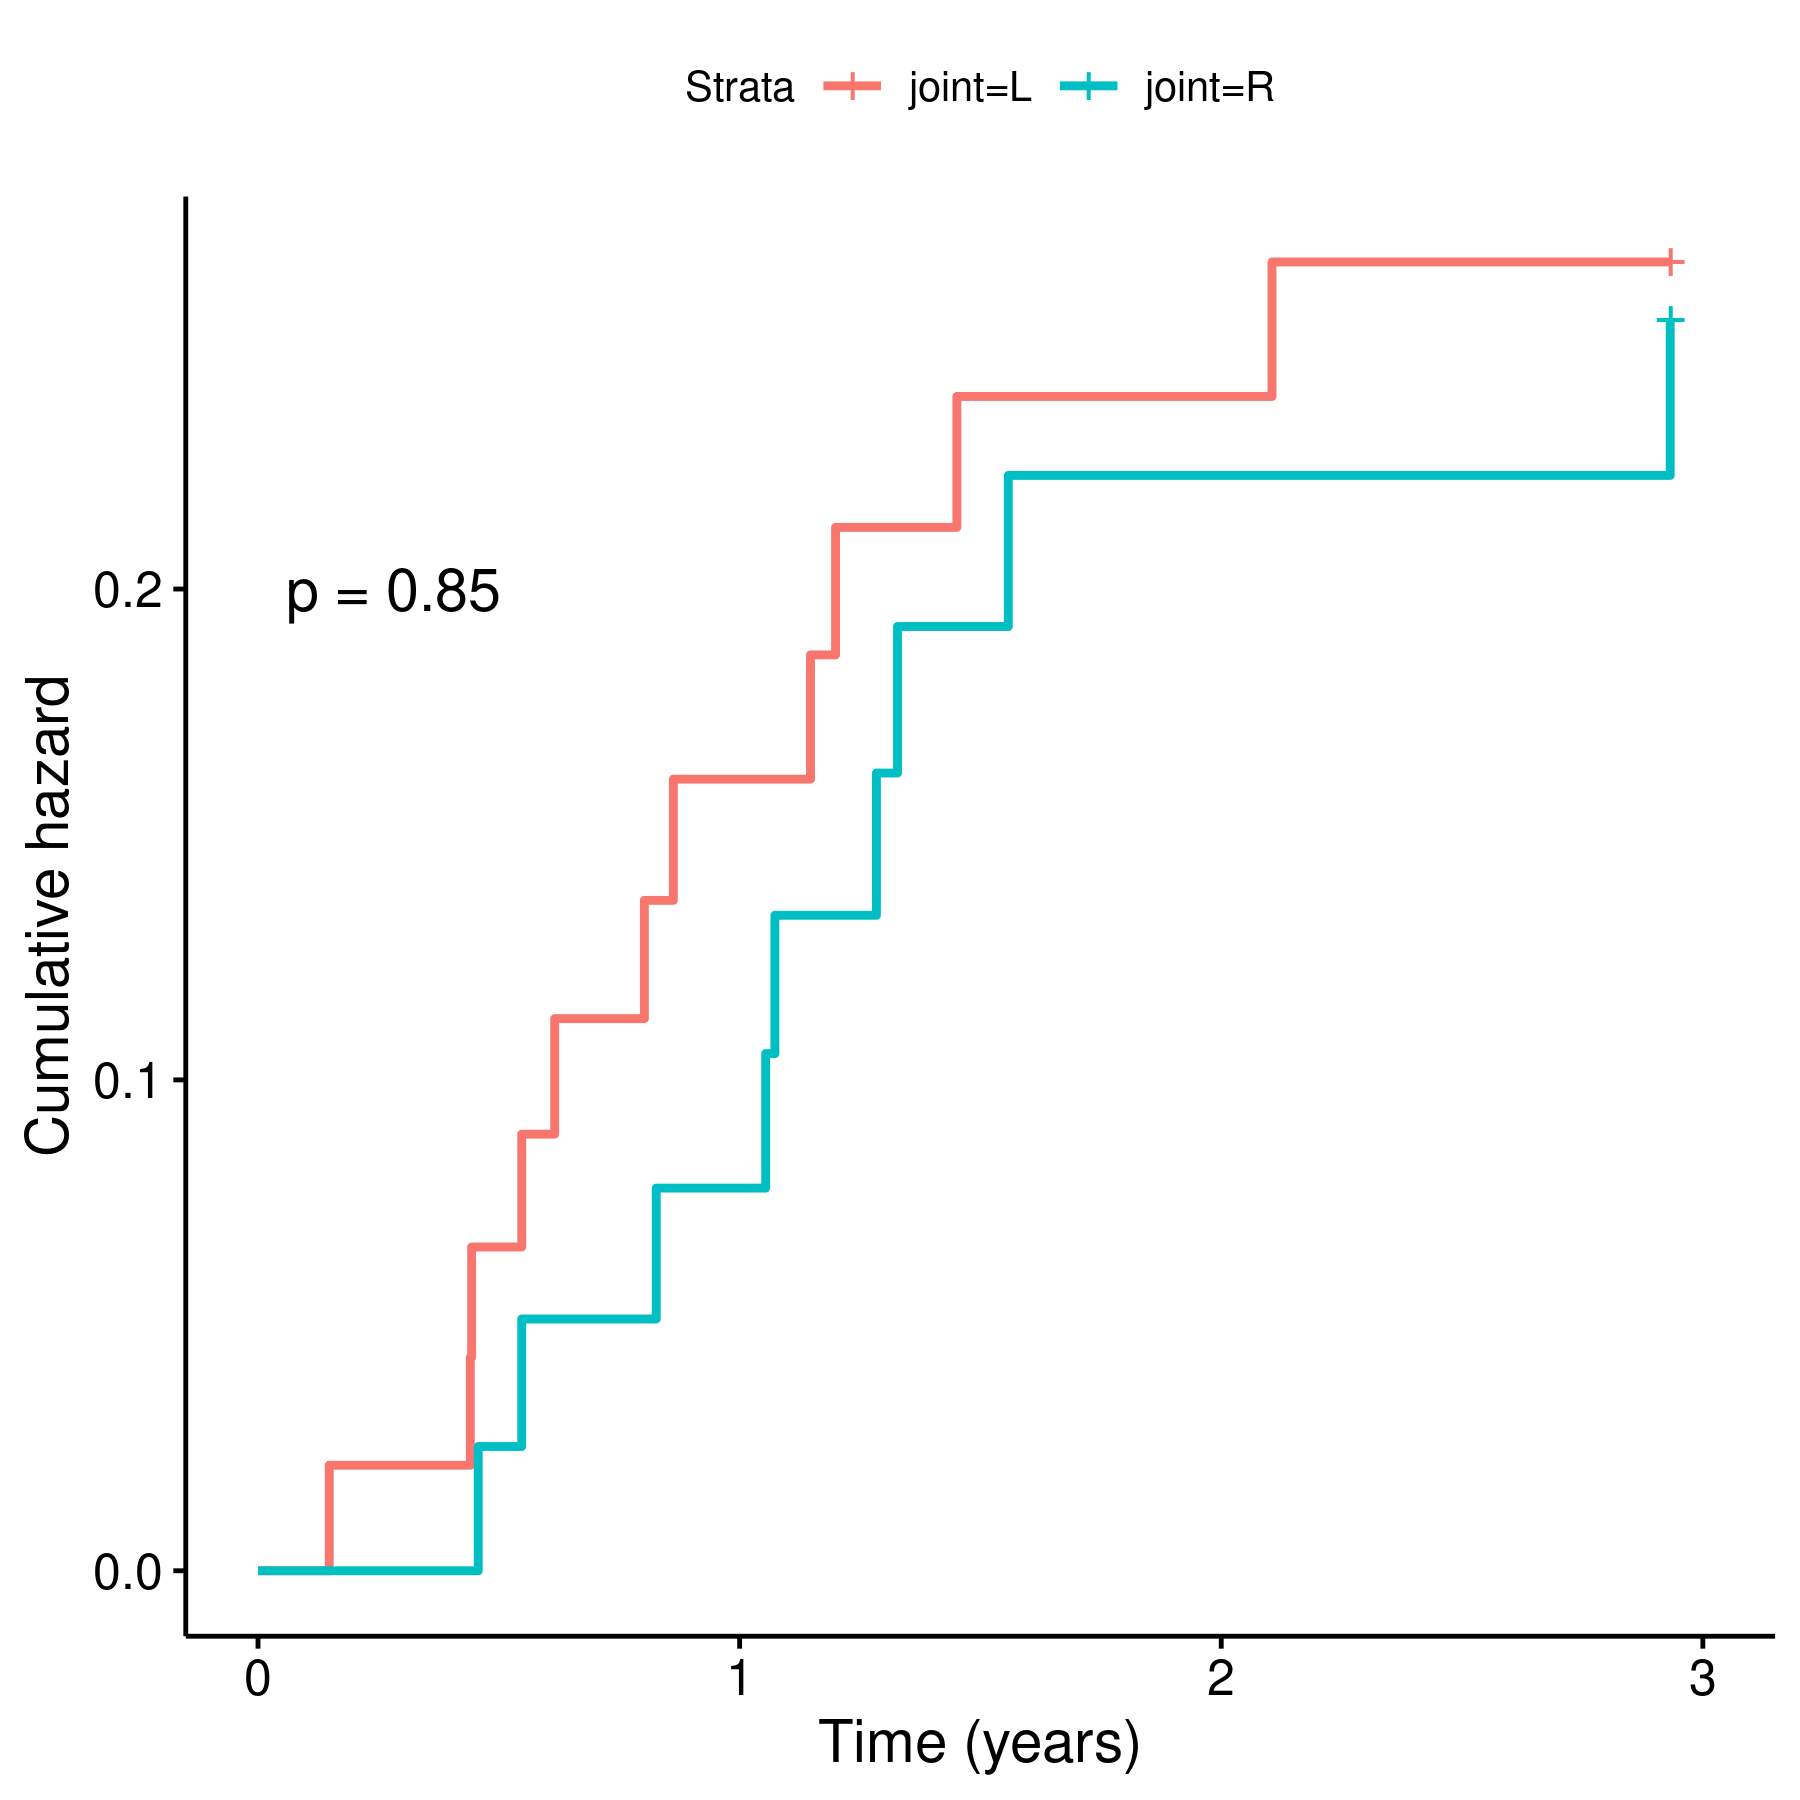 Strata joint=L joint=R
Cumulative hazard
0.2
0.1
0.0
p = 0.85
0 1 2 3
Time (years)